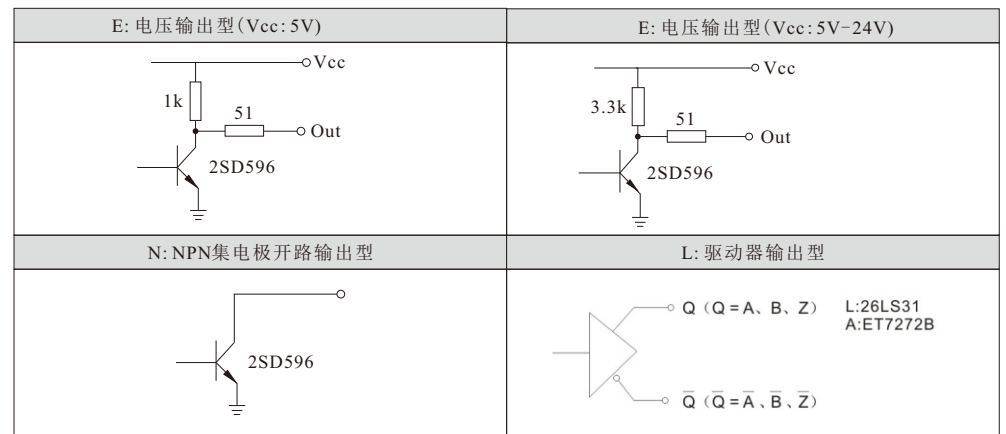 E: 电压输出型(Vcc: 5V)
Vcc
1k
51
Out
2SD596
E: 电压输出型(Vcc: 5V-24V)
Vcc
3.3k
51
Out
2SD596
N: NPN集电极开路输出型
2SD596
L: 驱动器输出型
Q (Q=A、B、Z) L:26LS31
A:ET7272B
Q̅ (Q̅=A̅、B̅、Z̅)